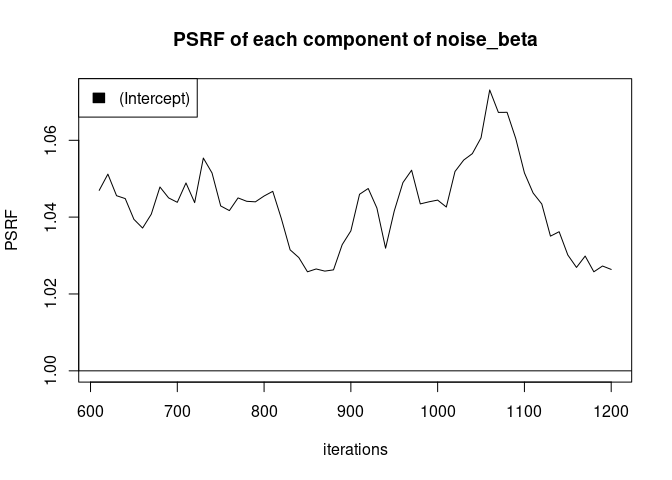 PSRF of each component of noise_beta
(Intercept)
PSRF
1.06
1.04
1.02
1.00
600 700 800 900 1000 1100 1200
iterations